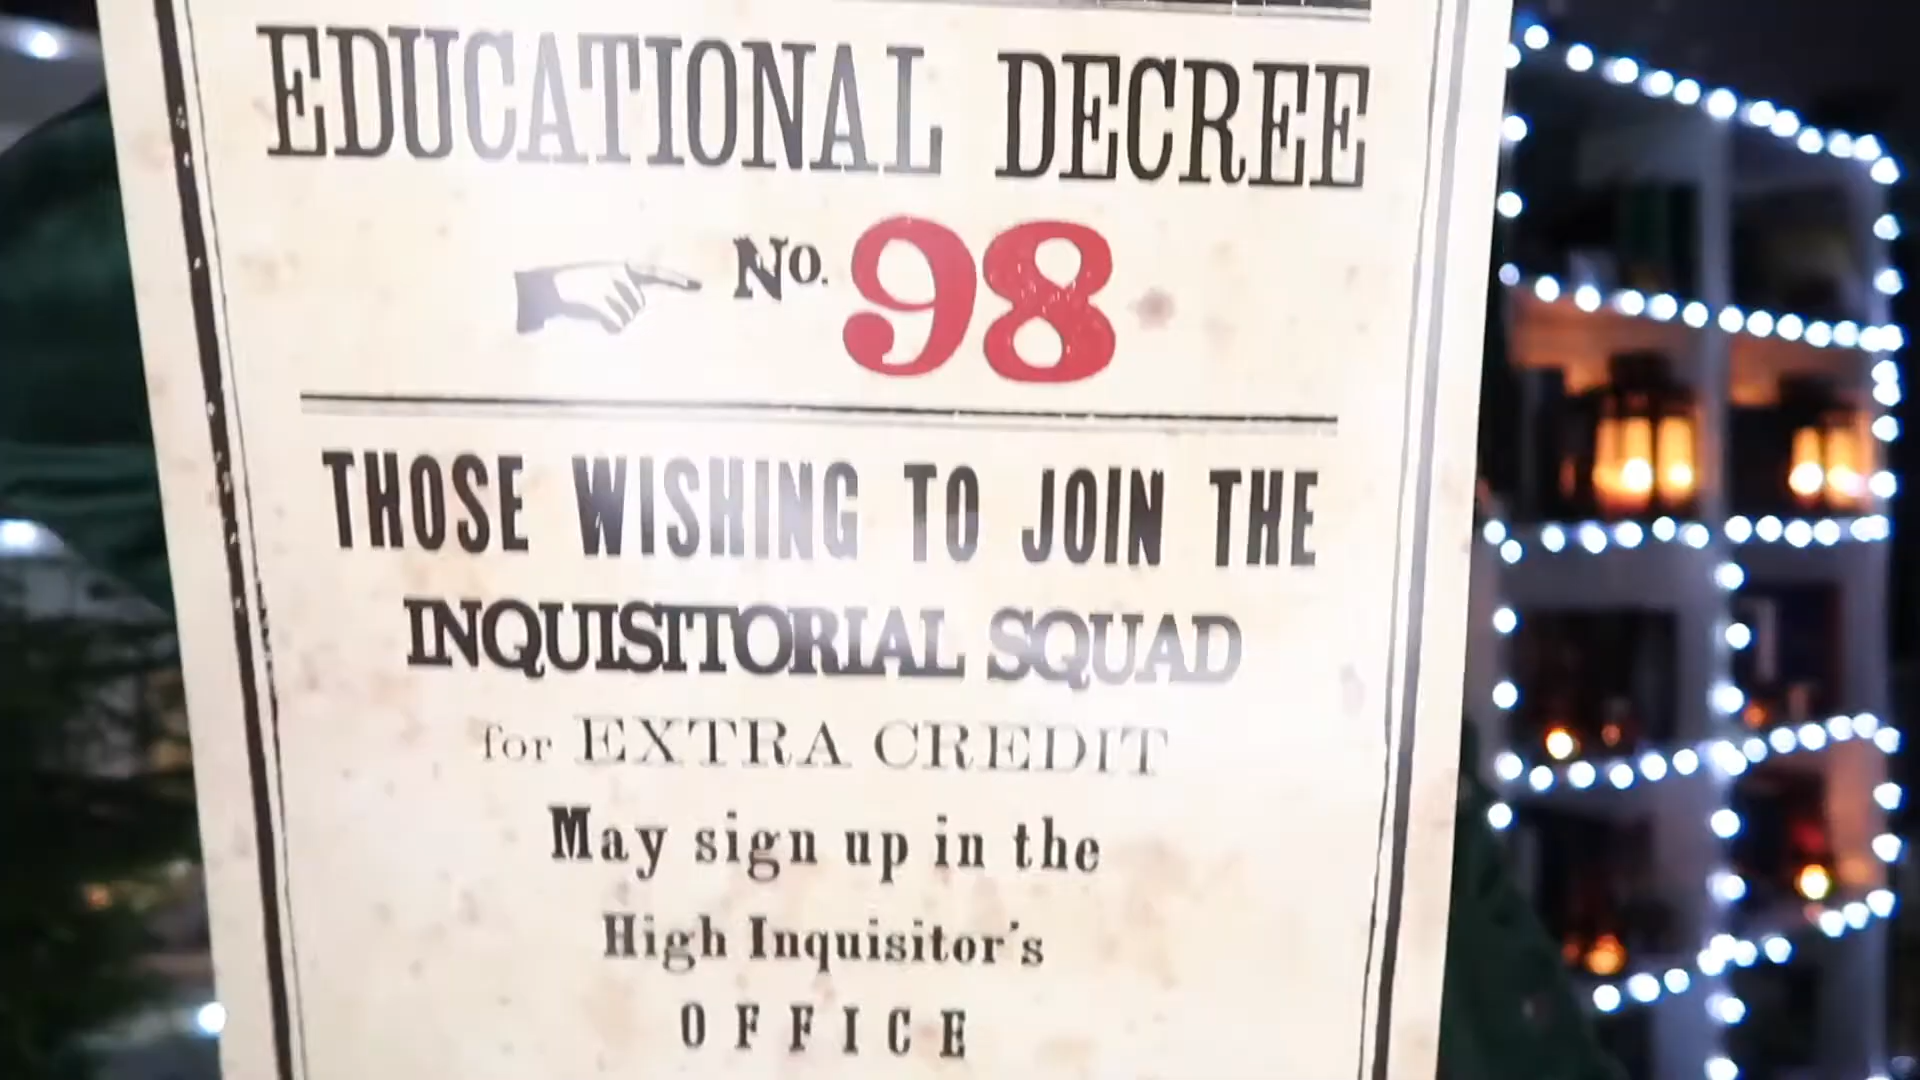 EDUCATIONAL DECREE
No. 98
THOSE WISHING TO JOIN THE
INQUISITORIAL SQUAD
for EXTRA CREDIT
May sign up in the
High Inquisitor's
OFFICE